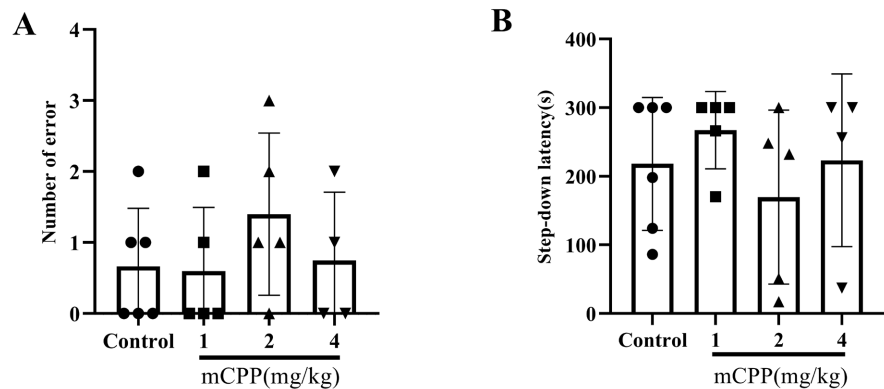 A
Number of error
4
3
2
1
0
Control 1 2 4
mCPP(mg/kg)
B
Step-down latency(s)
400
300
200
100
0
Control 1 2 4
mCPP(mg/kg)